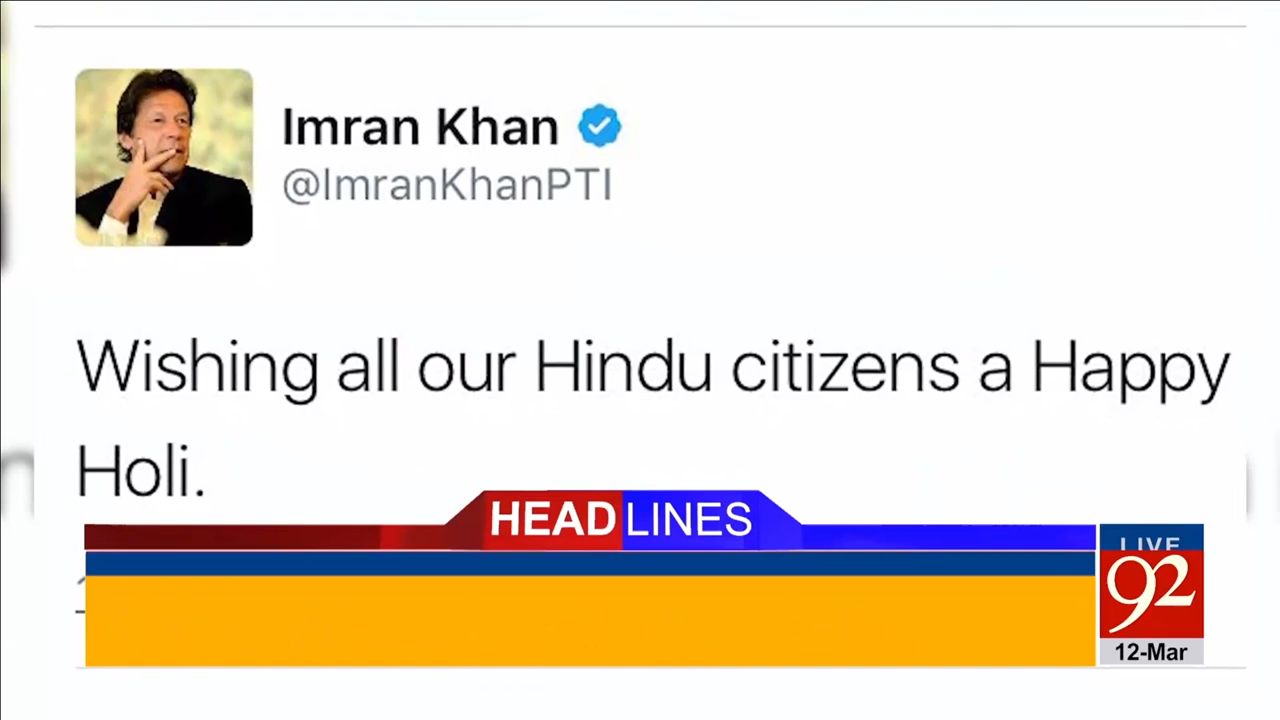 Imran Khan
@ImranKhanPTI
Wishing all our Hindu citizens a Happy
Holi.
HEADLINES
LIVE
92
12-Mar